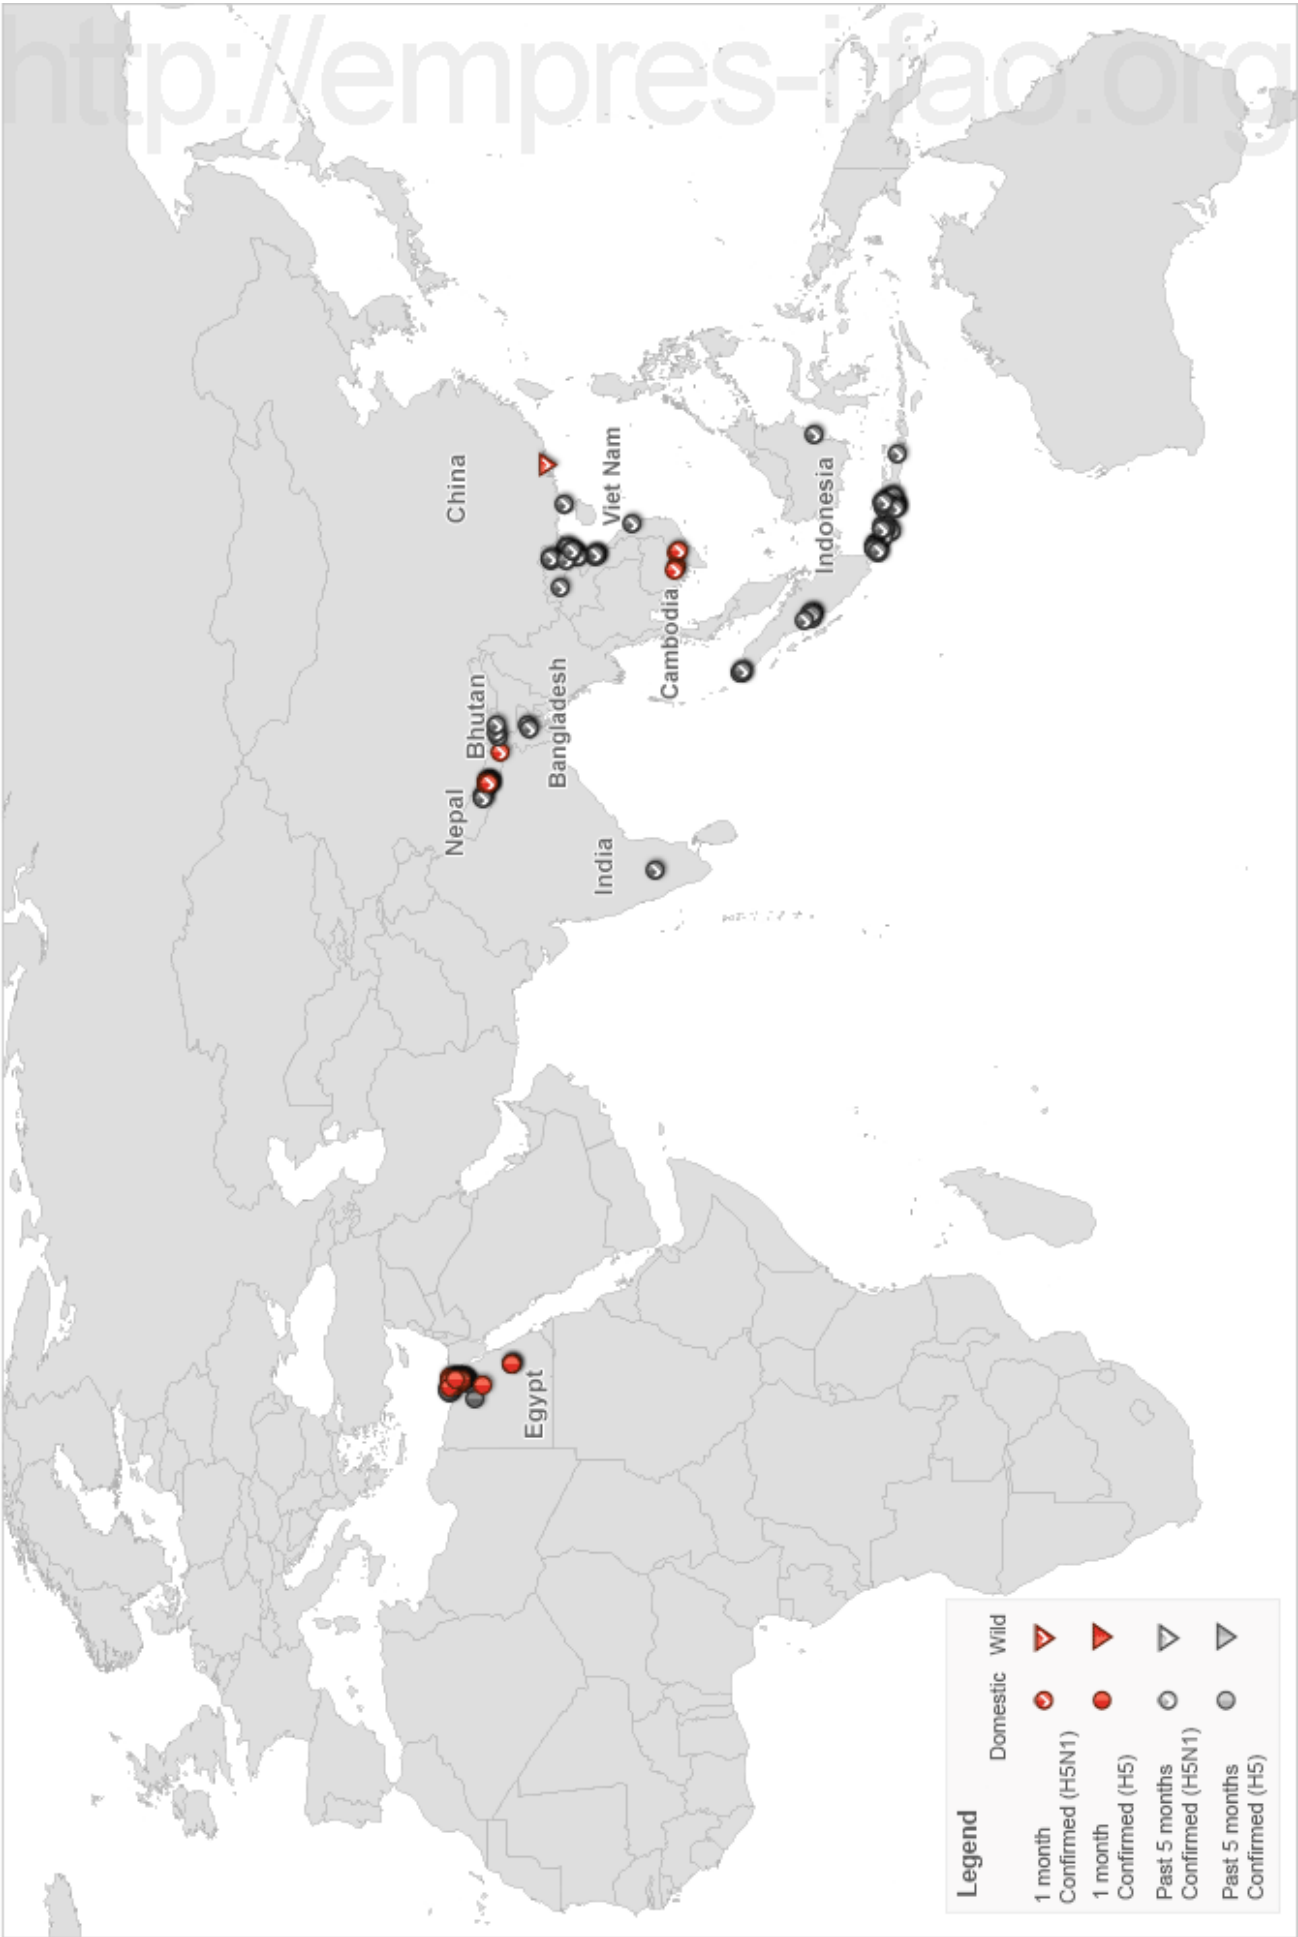 http://empres-i.fao.org
China
Viet Nam
Bhutan
Nepal
Bangladesh
Cambodia
India
Indonesia
Egypt
Legend
Domestic Wild
1 month
Confirmed (H5N1)
1 month
Confirmed (H5)
Past 5 months
Confirmed (H5N1)
Past 5 months
Confirmed (H5)